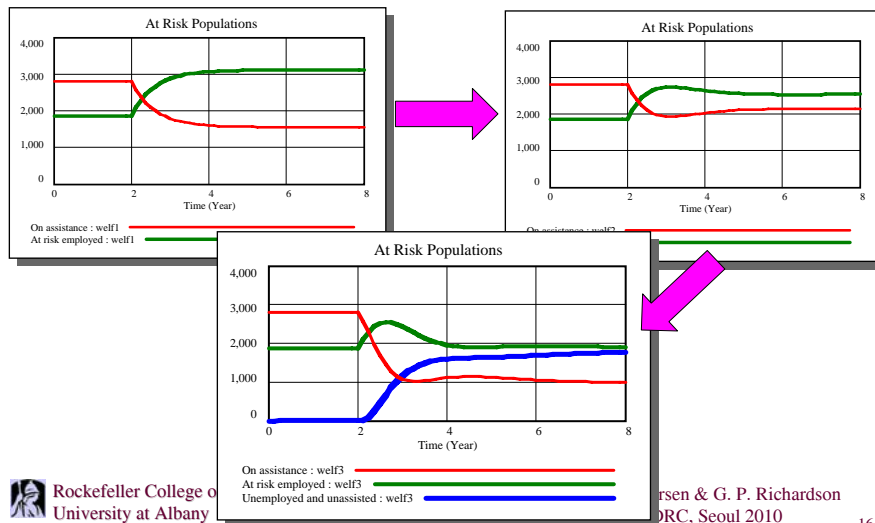 At Risk Populations
4,000
3,000
2,000
1,000
0
0 2 4 6 8
Time (Year)
On assistance : welf1
At risk employed : welf1
At Risk Populations
4,000
3,000
2,000
1,000
0
0 2 4 6 8
Time (Year)
On assistance : welf2
At Risk Populations
4,000
3,000
2,000
1,000
0
0 2 4 6 8
Time (Year)
On assistance : welf3
At risk employed : welf3
Unemployed and unassisted : welf3
Rockefeller College o
University at Albany
rsen & G. P. Richardson
ORC, Seoul 2010
16